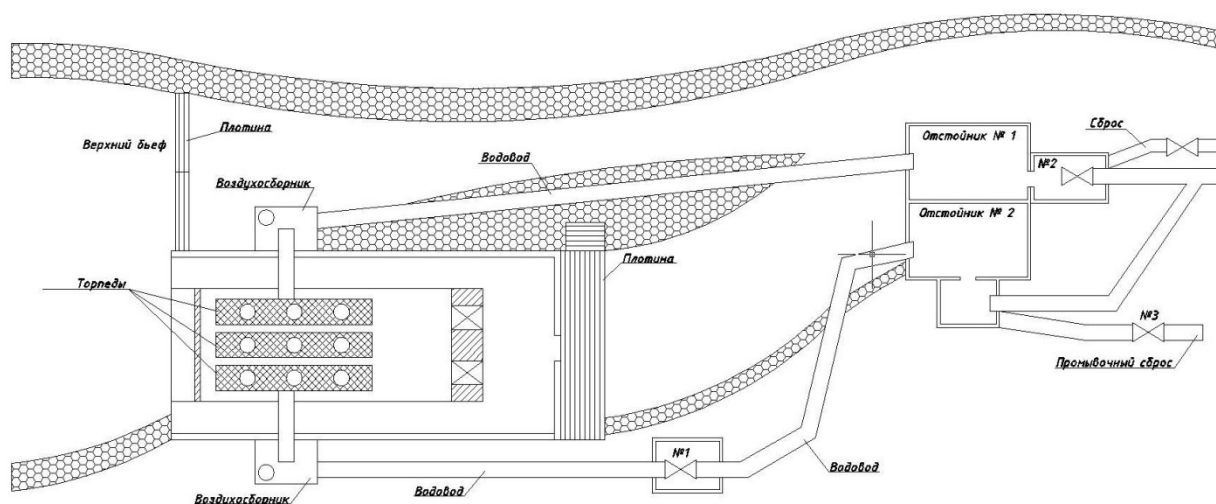 Верхний бьеф
Плотина
Воздухосборник
Водовод
Отстойник № 1
Сброс
№2
Отстойник № 2
Плотина
Торпеды
№3
Промывочный сброс
№1
Воздихосборник
Водовод
Водовод